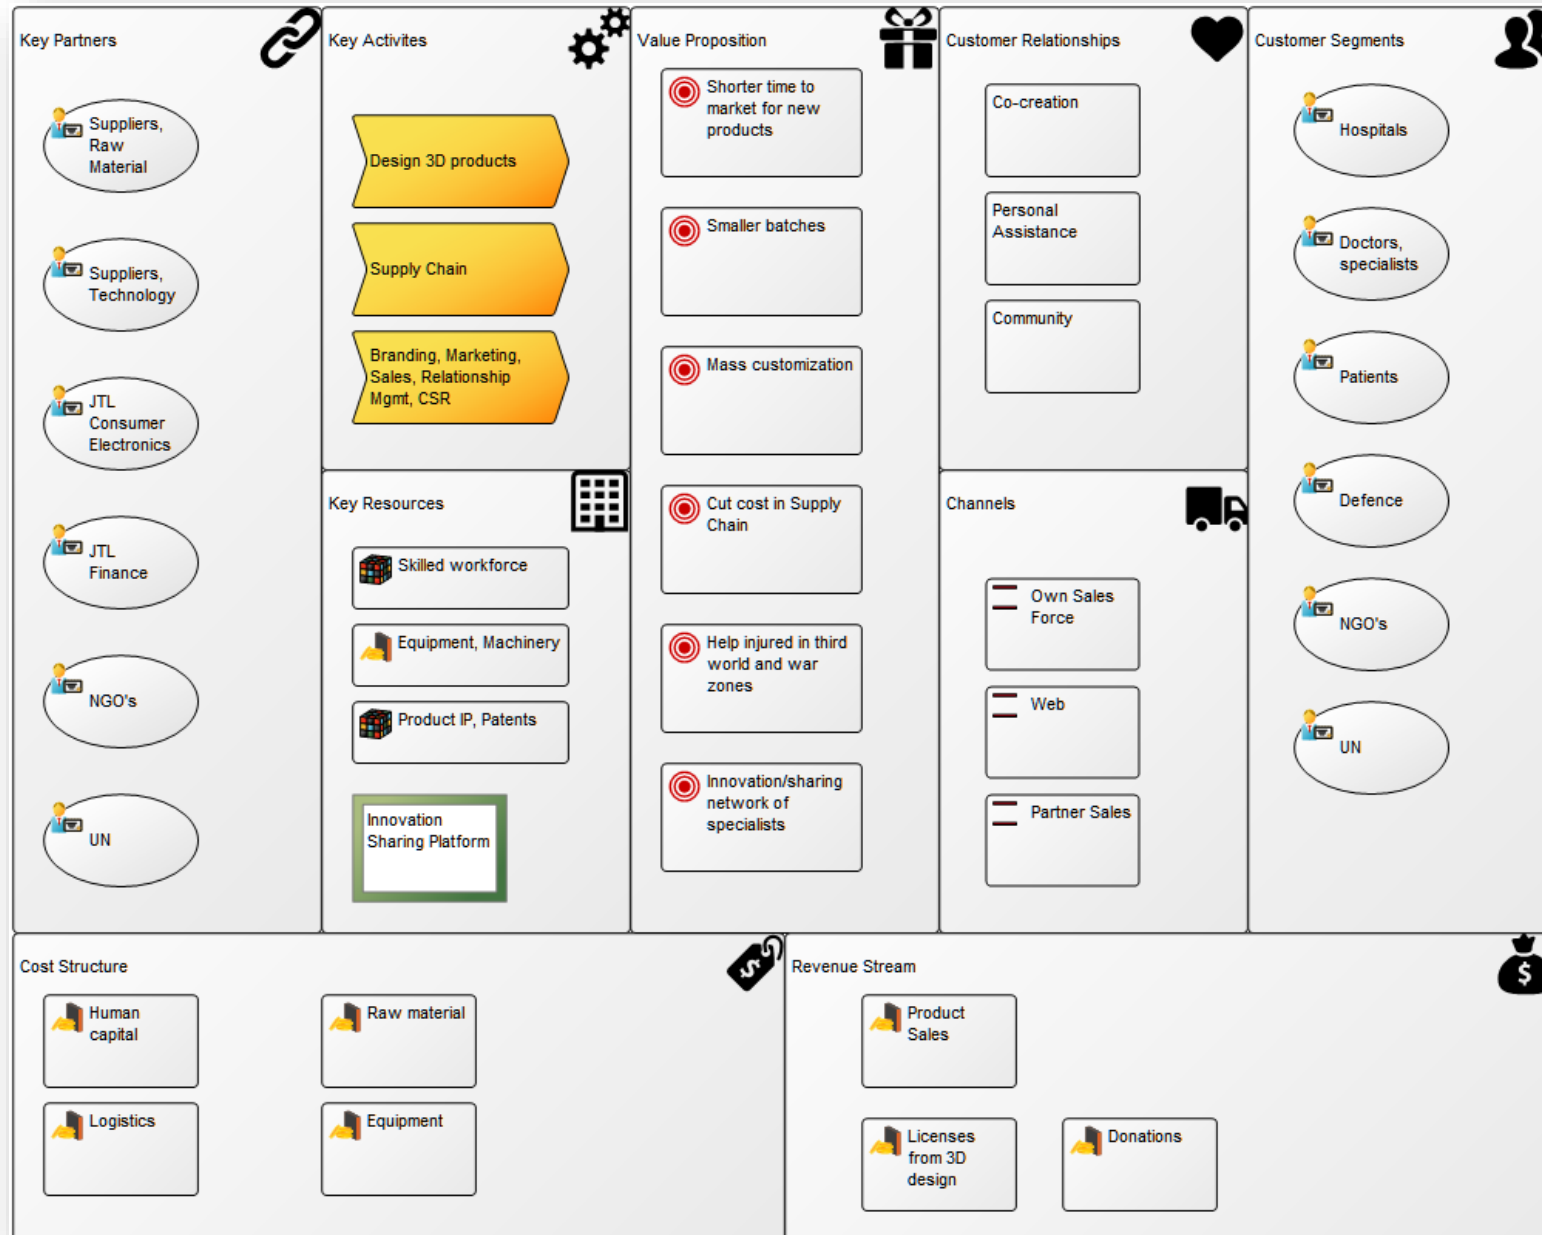 Key Partners
Suppliers,
Raw
Material
Suppliers,
Technology
JTL
Consumer
Electronics
JTL
Finance
NGO's
UN
Key Activites
Design 3D products
Supply Chain
Branding, Marketing,
Sales, Relationship
Mgmt, CSR
Key Resources
Skilled workforce
Equipment, Machinery
Product IP, Patents
Innovation
Sharing Platform
Value Proposition
Shorter time to
market for new
products
Smaller batches
Mass customization
Cut cost in Supply
Chain
Help injured in third
world and war
zones
Innovation/sharing
network of
specialists
Customer Relationships
Co-creation
Personal
Assistance
Community
Channels
Own Sales
Force
Web
Partner Sales
Customer Segments
Hospitals
Doctors,
specialists
Patients
Defence
NGO's
UN
Cost Structure
$
Human
capital
Raw material
Logistics
Equipment
Revenue Stream
$
Product
Sales
Licenses
from 3D
design
Donations